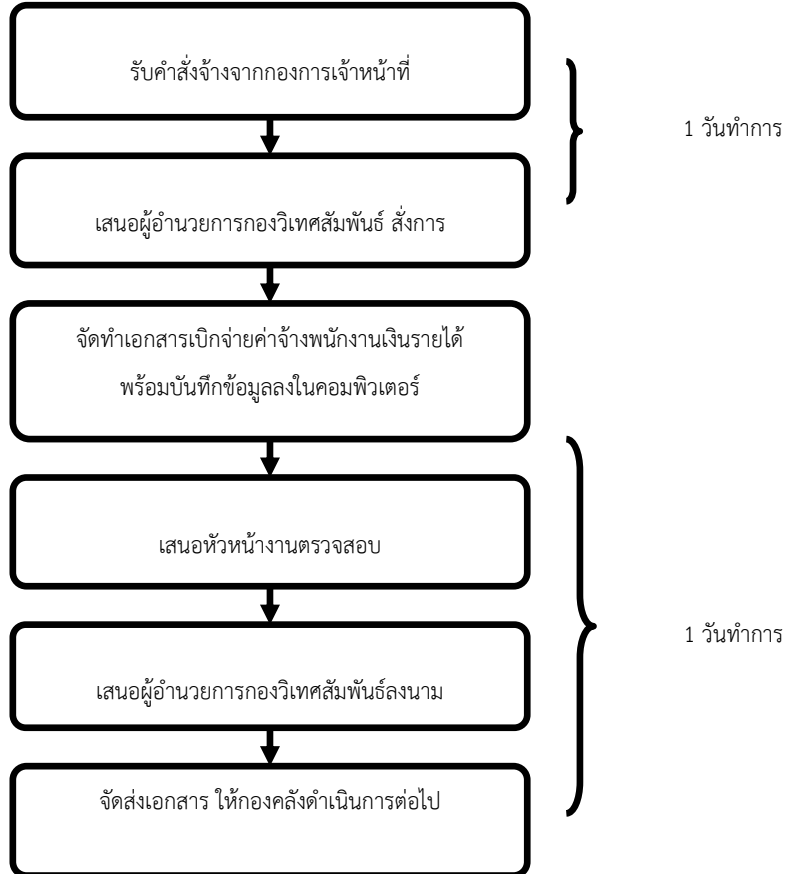 รับคำสั่งจ้างจากกองการเจ้าหน้าที่
1 วันทำการ
เสนอผู้อำนวยการกองวิเทศสัมพันธ์ สั่งการ
จัดทำเอกสารเบิกจ่ายค่าจ้างพนักงานเงินรายได้
พร้อมบันทึกข้อมูลลงในคอมพิวเตอร์
เสนอหัวหน้างานตรวจสอบ
1 วันทำการ
เสนอผู้อำนวยการกองวิเทศสัมพันธ์ลงนาม
จัดส่งเอกสาร ให้กองคลังดำเนินการต่อไป